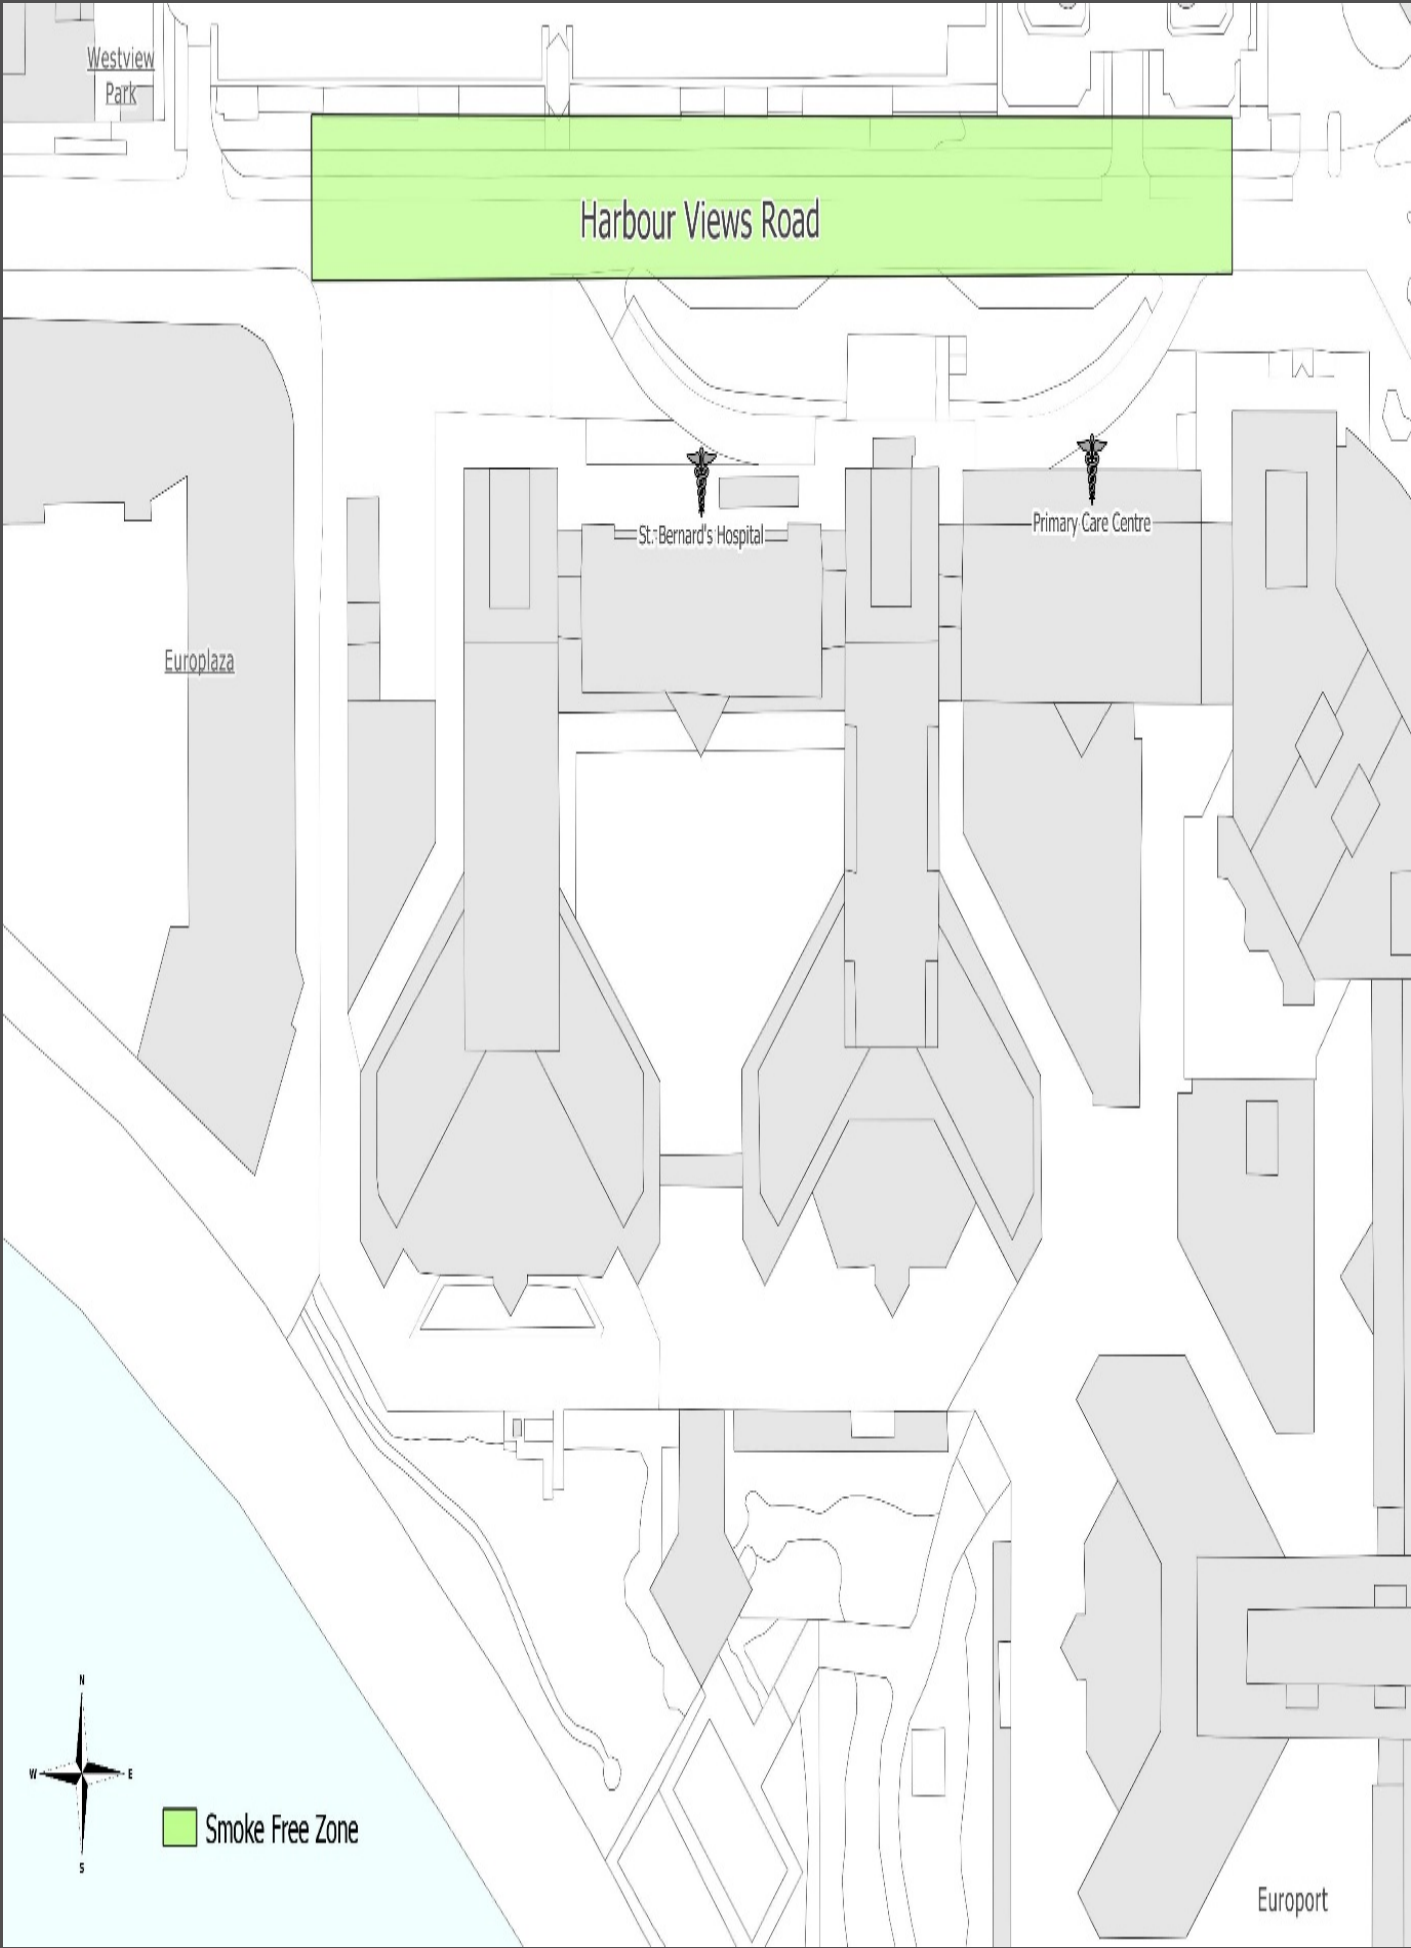 Westview
Park
Harbour Views Road
St. Bernard's Hospital
Primary Care Centre
Europlaza
N
W
E
S
Smoke Free Zone
Europort